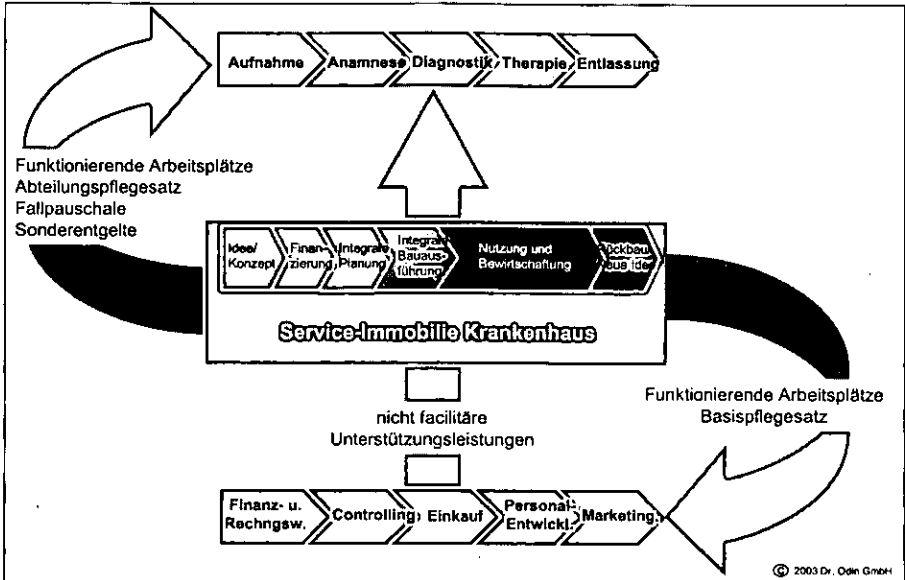 Aufnahme Anamnese Diagnostik Therapie Entlassung
Funktionierende Arbeitsplätze
Abteilungspflegesatz
Fallpauschale
Sonderentgelte
Idee/
Konzept
Finan-
zierung
Integrale
Planung
Integrale
Bauaus-
führung
Nutzung und
Bewirtschaftung
Rückbau
Neue Idee
Service-Immobilie Krankenhaus
Funktionierende Arbeitsplätze
Basispflegesatz
nicht facilitäre
Unterstützungsleistungen
Finanz- u.
Rechngsw.
Controlling
Einkauf
Personal-
Entwickl.
Marketing
© 2003 Dr. Odin GmbH